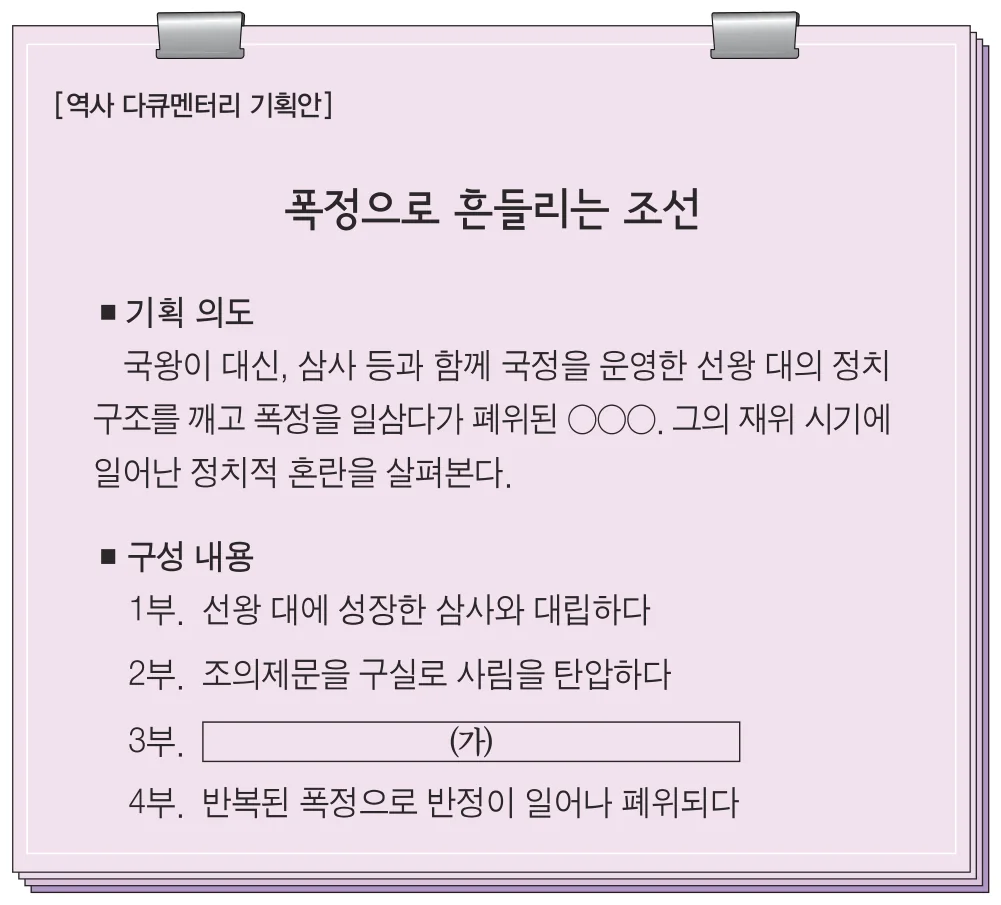 [역사 다큐멘터리 기획안]
폭정으로 흔들리는 조선
■ 기획 의도
국왕이 대신, 삼사 등과 함께 국정을 운영한 선왕 대의 정치
구조를 깨고 폭정을 일삼다가 폐위된 ○○○. 그의 재위 시기에
일어난 정치적 혼란을 살펴본다.
■ 구성 내용
1부. 선왕 대에 성장한 삼사와 대립하다
2부. 조의제문을 구실로 사림을 탄압하다
3부. (가)
4부. 반복된 폭정으로 반정이 일어나 폐위되다